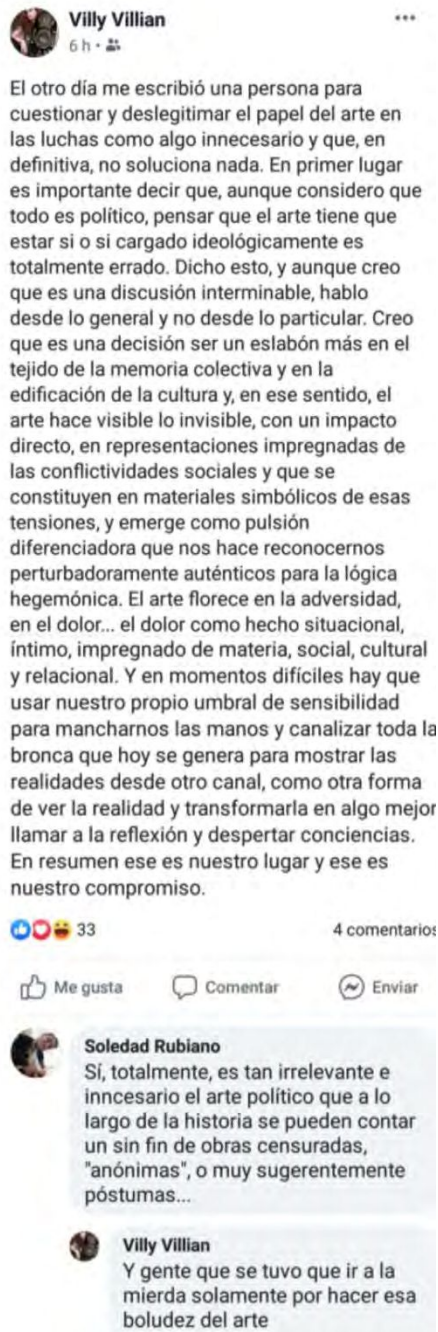 Villy Villian
6 h
El otro día me escribió una persona para
cuestionar y deslegitimar el papel del arte en
las luchas como algo innecesario y que, en
definitiva, no soluciona nada. En primer lugar
es importante decir que, aunque considero que
todo es político, pensar que el arte tiene que
estar si o si cargado ideológicamente es
totalmente errado. Dicho esto, y aunque creo
que es una discusión interminable, hablo
desde lo general y no desde lo particular. Creo
que es una decisión ser un eslabón más en el
tejido de la memoria colectiva y en la
edificación de la cultura y, en ese sentido, el
arte hace visible lo invisible, con un impacto
directo, en representaciones impregnadas de
las conflictividades sociales y que se
constituyen en materiales simbólicos de esas
tensiones, y emerge como pulsión
diferenciadora que nos hace reconocernos
perturbadoramente auténticos para la lógica
hegemónica. El arte florece en la adversidad,
en el dolor... el dolor como hecho situacional,
íntimo, impregnado de materia, social, cultural
y relacional. Y en momentos difíciles hay que
usar nuestro propio umbral de sensibilidad
para mancharnos las manos y canalizar toda la
bronca que hoy se genera para mostrar las
realidades desde otro canal, como otra forma
de ver la realidad y transformarla en algo mejor
llamar a la reflexión y despertar conciencias.
En resumen ese es nuestro lugar y ese es
nuestro compromiso.
33 4 comentarios
Me gusta Comentar Enviar
Soledad Rubiano
Sí, totalmente, es tan irrelevante e
inncesario el arte político que a lo
largo de la historia se pueden contar
un sin fin de obras censuradas,
"anónimas", o muy sugerentemente
póstumas...
Villy Villian
Y gente que se tuvo que ir a la
mierda solamente por hacer esa
boludez del arte